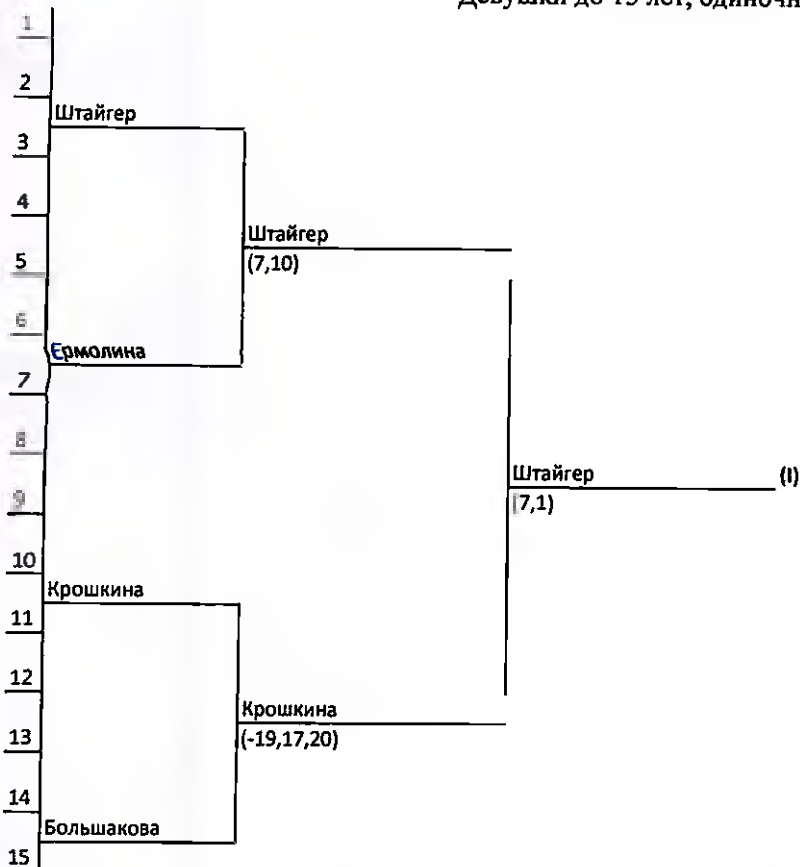 1
2
Штайгер
3
4
Штайгер
5
(7,10)
6
Ермолина
7
8
Штайгер (I)
9
7,1)
10
Крошкина
11
12
Крошкина
13
(-19,17,20)
14
Большакова
15